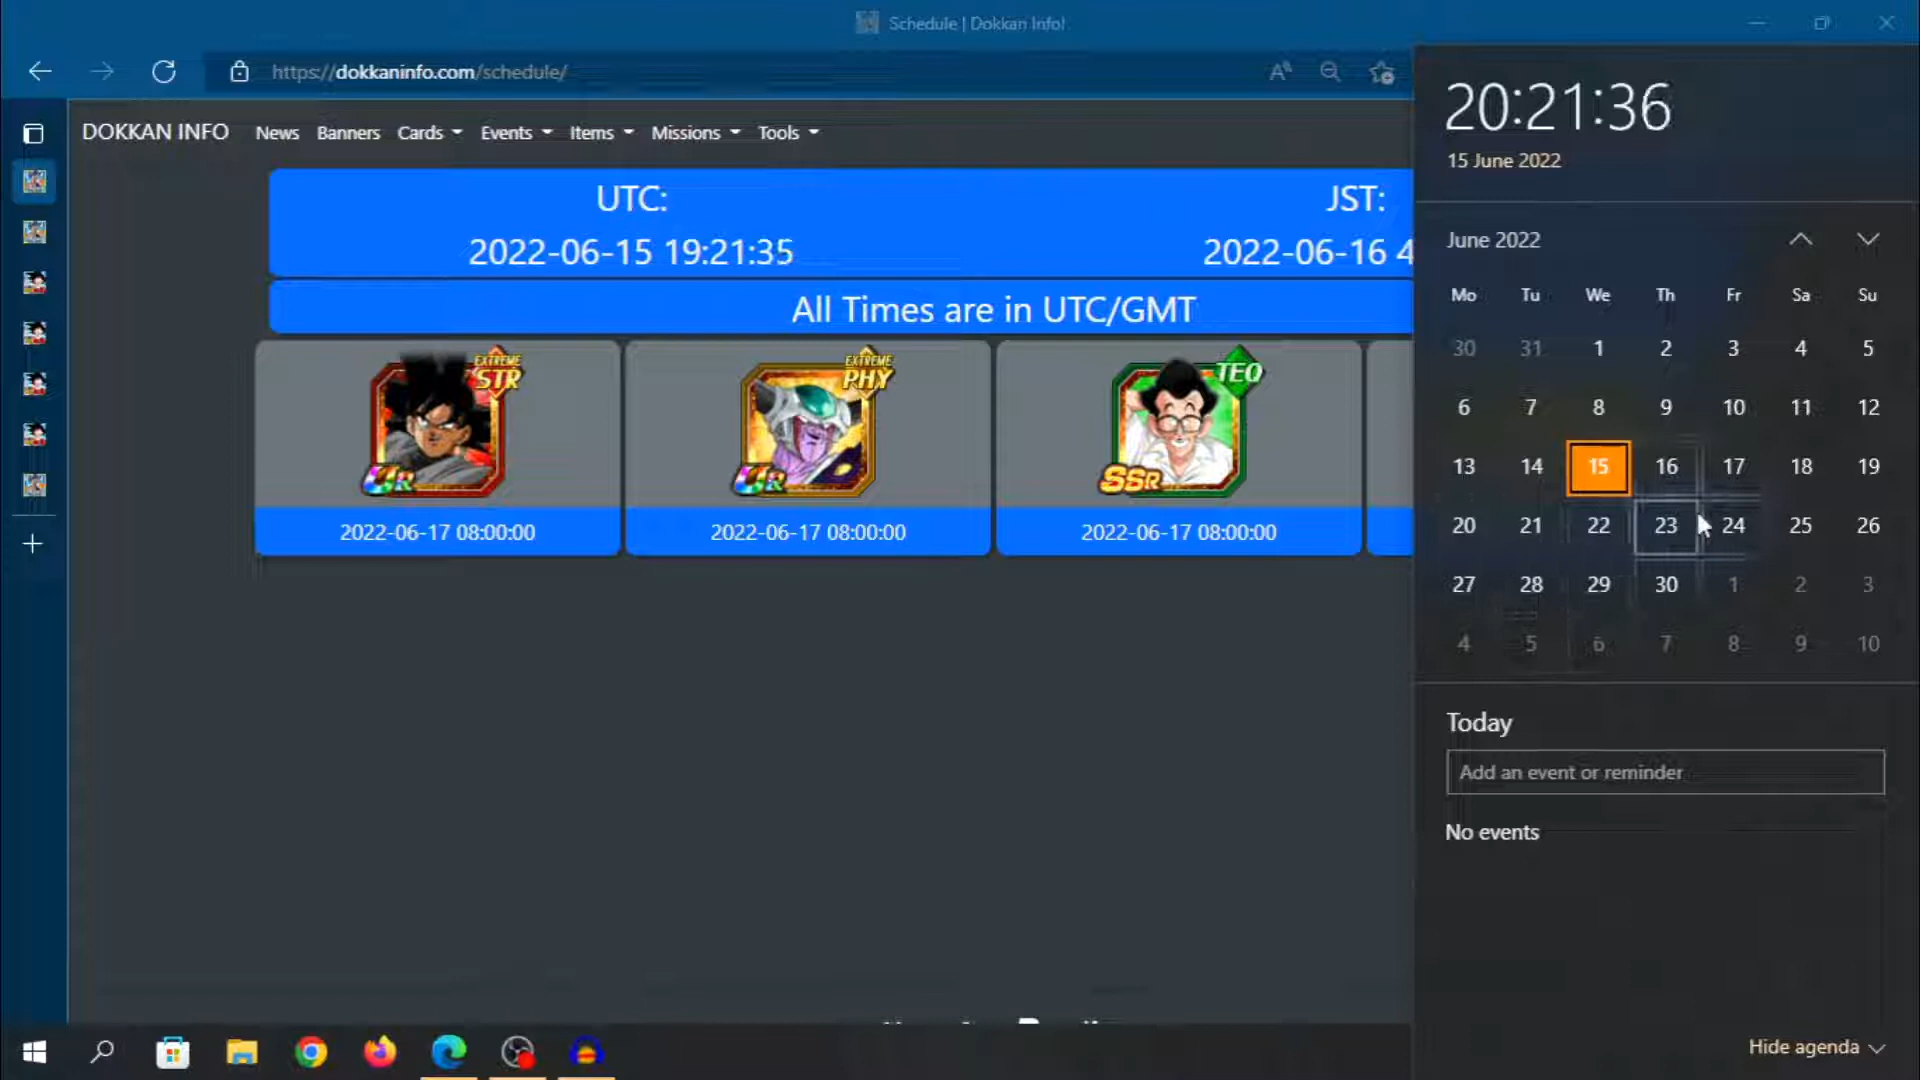 Schedule | Dokkan Info!
https://dokkaninfo.com/schedule/
DOKKAN INFO News Banners Cards Events Items Missions Tools
UTC:
2022-06-15 19:21:35
JST:
2022-06-16 4
All Times are in UTC/GMT
EXTREME
STR
UR
2022-06-17 08:00:00
EXTREME
PHY
UR
2022-06-17 08:00:00
TEQ
SSR
2022-06-17 08:00:00
20:21:36
15 June 2022
June 2022
Mo Tu We Th Fr Sa Su
30 31 1 2 3 4 5
6 7 8 9 10 11 12
13 14 15 16 17 18 19
20 21 22 23 24 25 26
27 28 29 30 1 2 3
4 5 6 7 8 9 10
Today
Add an event or reminder
No events
Hide agenda